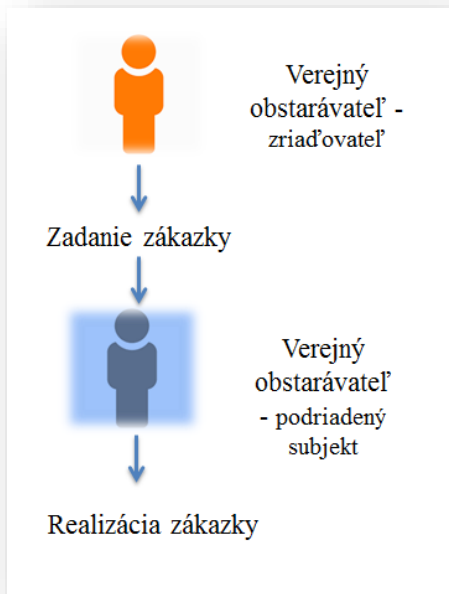 Verejný
obstarávateľ -
zriaďovateľ
Zadanie zákazky
Verejný
obstarávateľ
- podriadený
subjekt
Realizácia zákazky